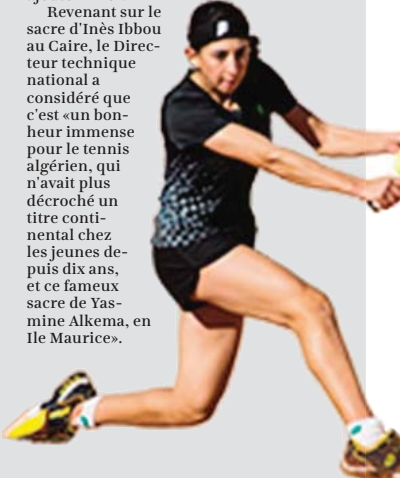 Revenant sur le
sacre d'Inès Ibbou
au Caire, le Direc-
teur technique
national a
considéré que
c'est «un bon-
heur immense
pour le tennis
algérien, qui
n'avait plus
décroché un
titre conti-
nental chez
les jeunes de-
puis dix ans,
et ce fameux
sacre de Yas-
mine Alkema, en
Ile Maurice».